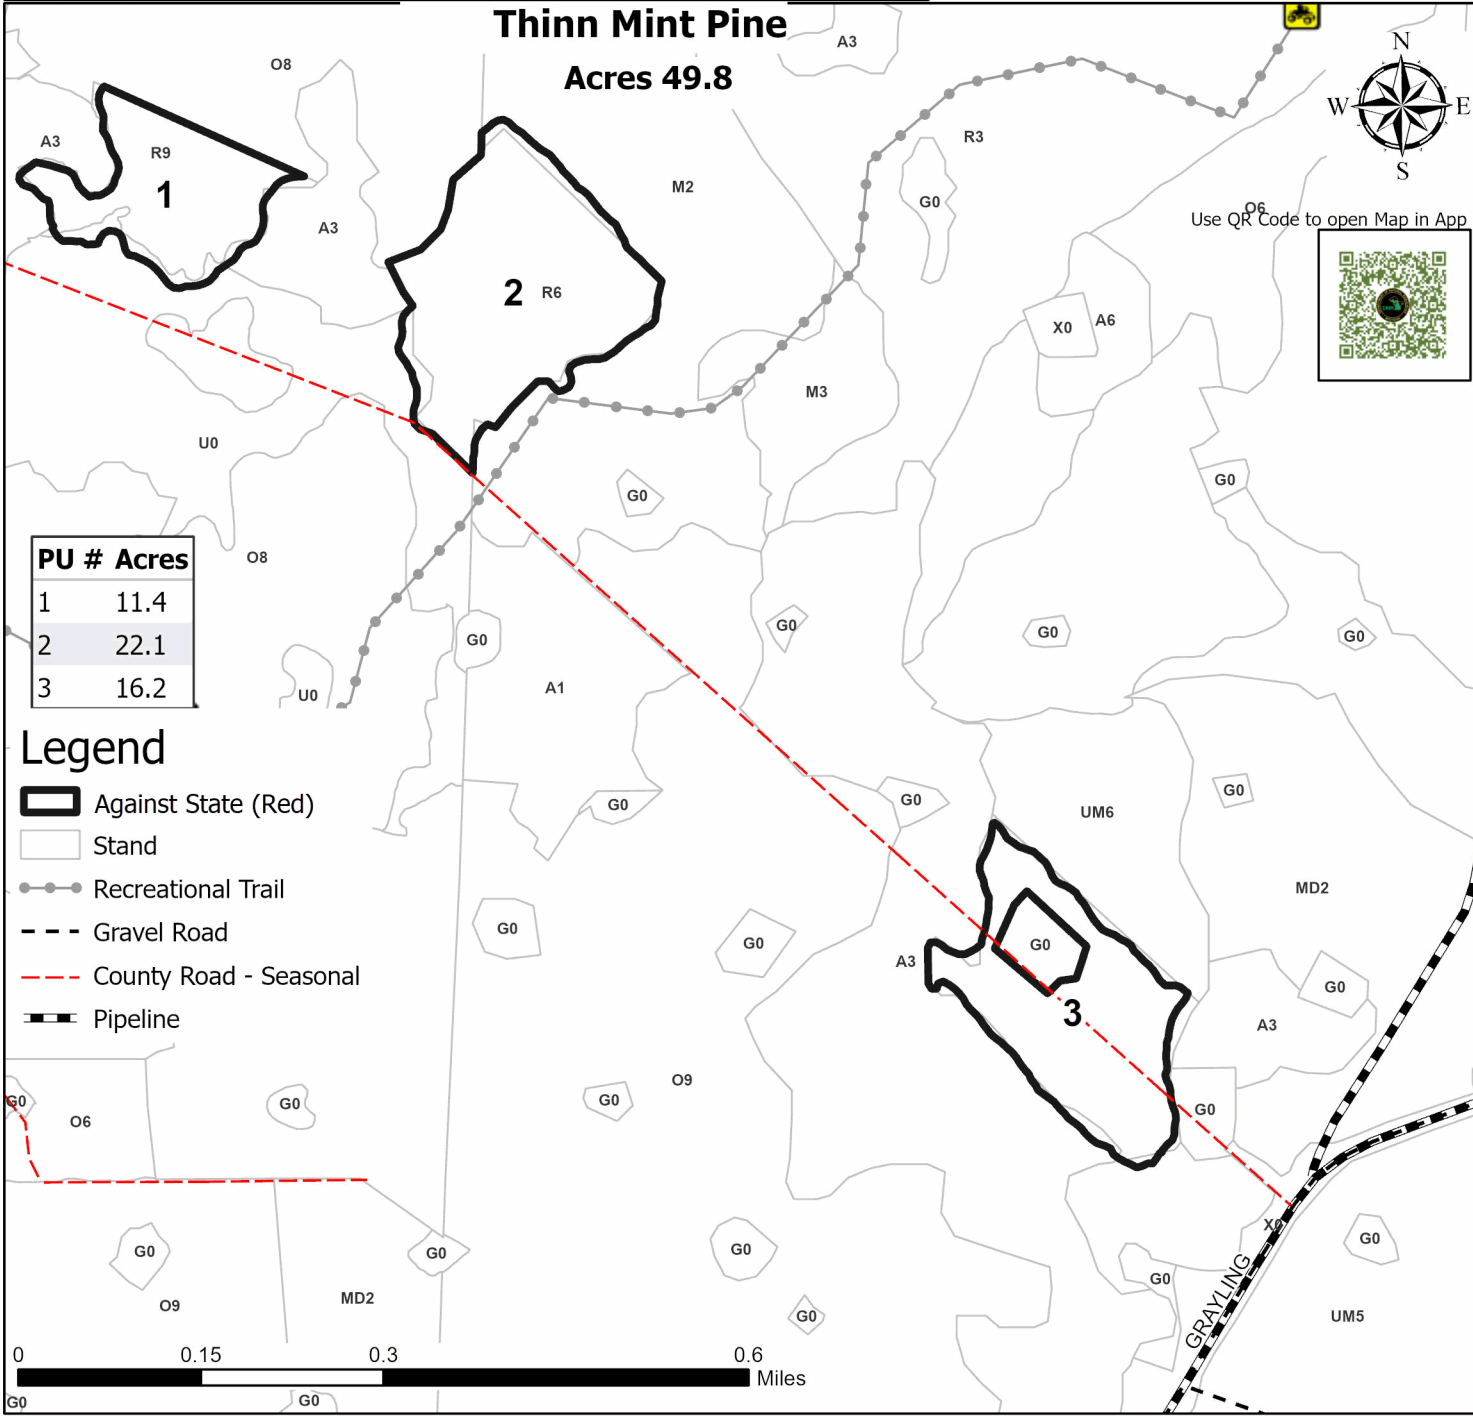 Thinn Mint Pine
Acres 49.8
N
W E
S
Use QR Code to open Map in App
O8
A3
A3
R9
1
A3
M2
R3
G0
O6
2 R6
X0 A6
M3
U0
G0
G0
O8
PU # Acres
1 11.4
2 22.1
3 16.2
G0
G0
G0
G0
A1
U0
Legend
Against State (Red)
Stand
Recreational Trail
Gravel Road
County Road - Seasonal
Pipeline
G0
G0
UM6
G0
MD2
G0
G0
G0
A3
G0
3
A3
O9
G0
O6
G0
G0
G0
G0
X0
G0
G0
G0
G0
G0
O9
MD2
G0
UM5
GRAYLING
0 0.15 0.3 0.6
Miles
G0
G0